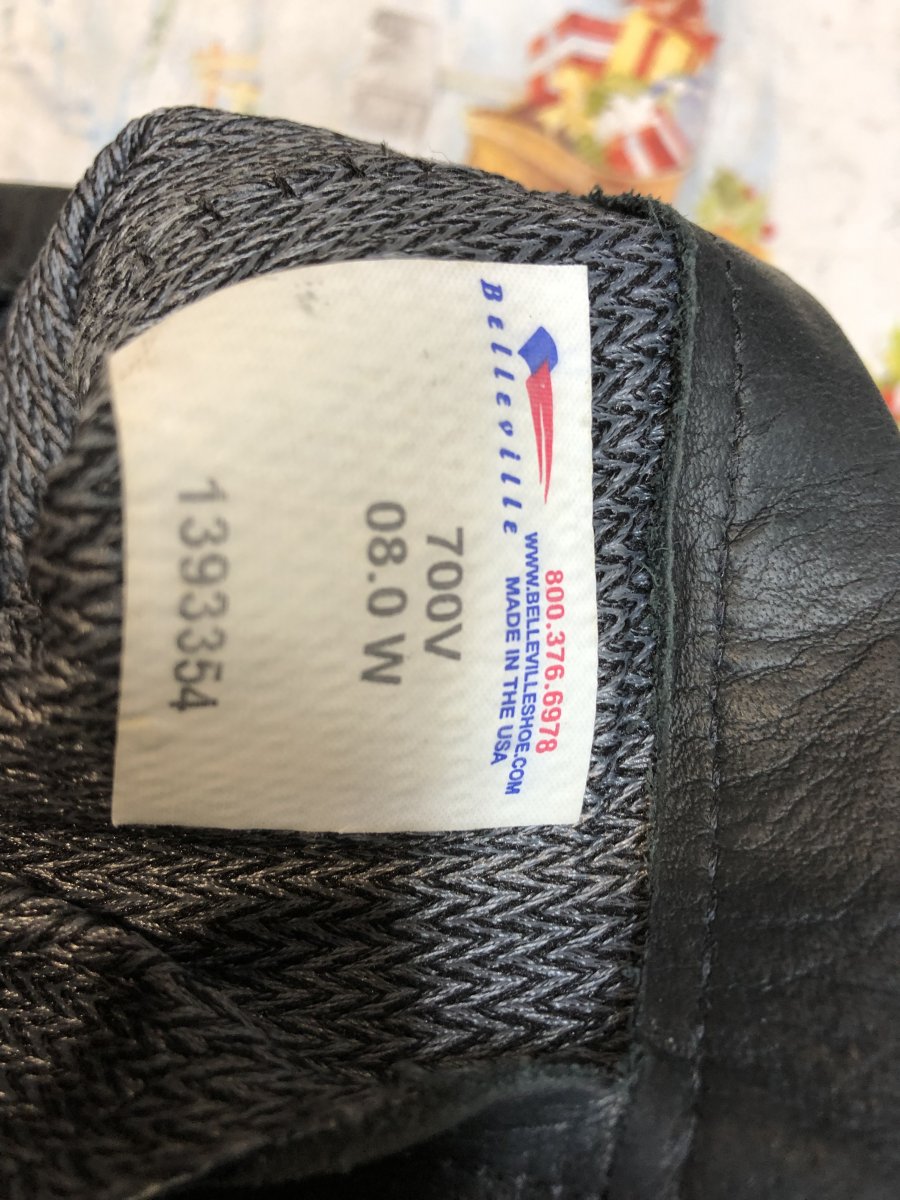 Belleville
800.376.6978
WWW.BELLEVILLESHOE.COM
MADE IN THE USA
700V
08.0 W
1393354